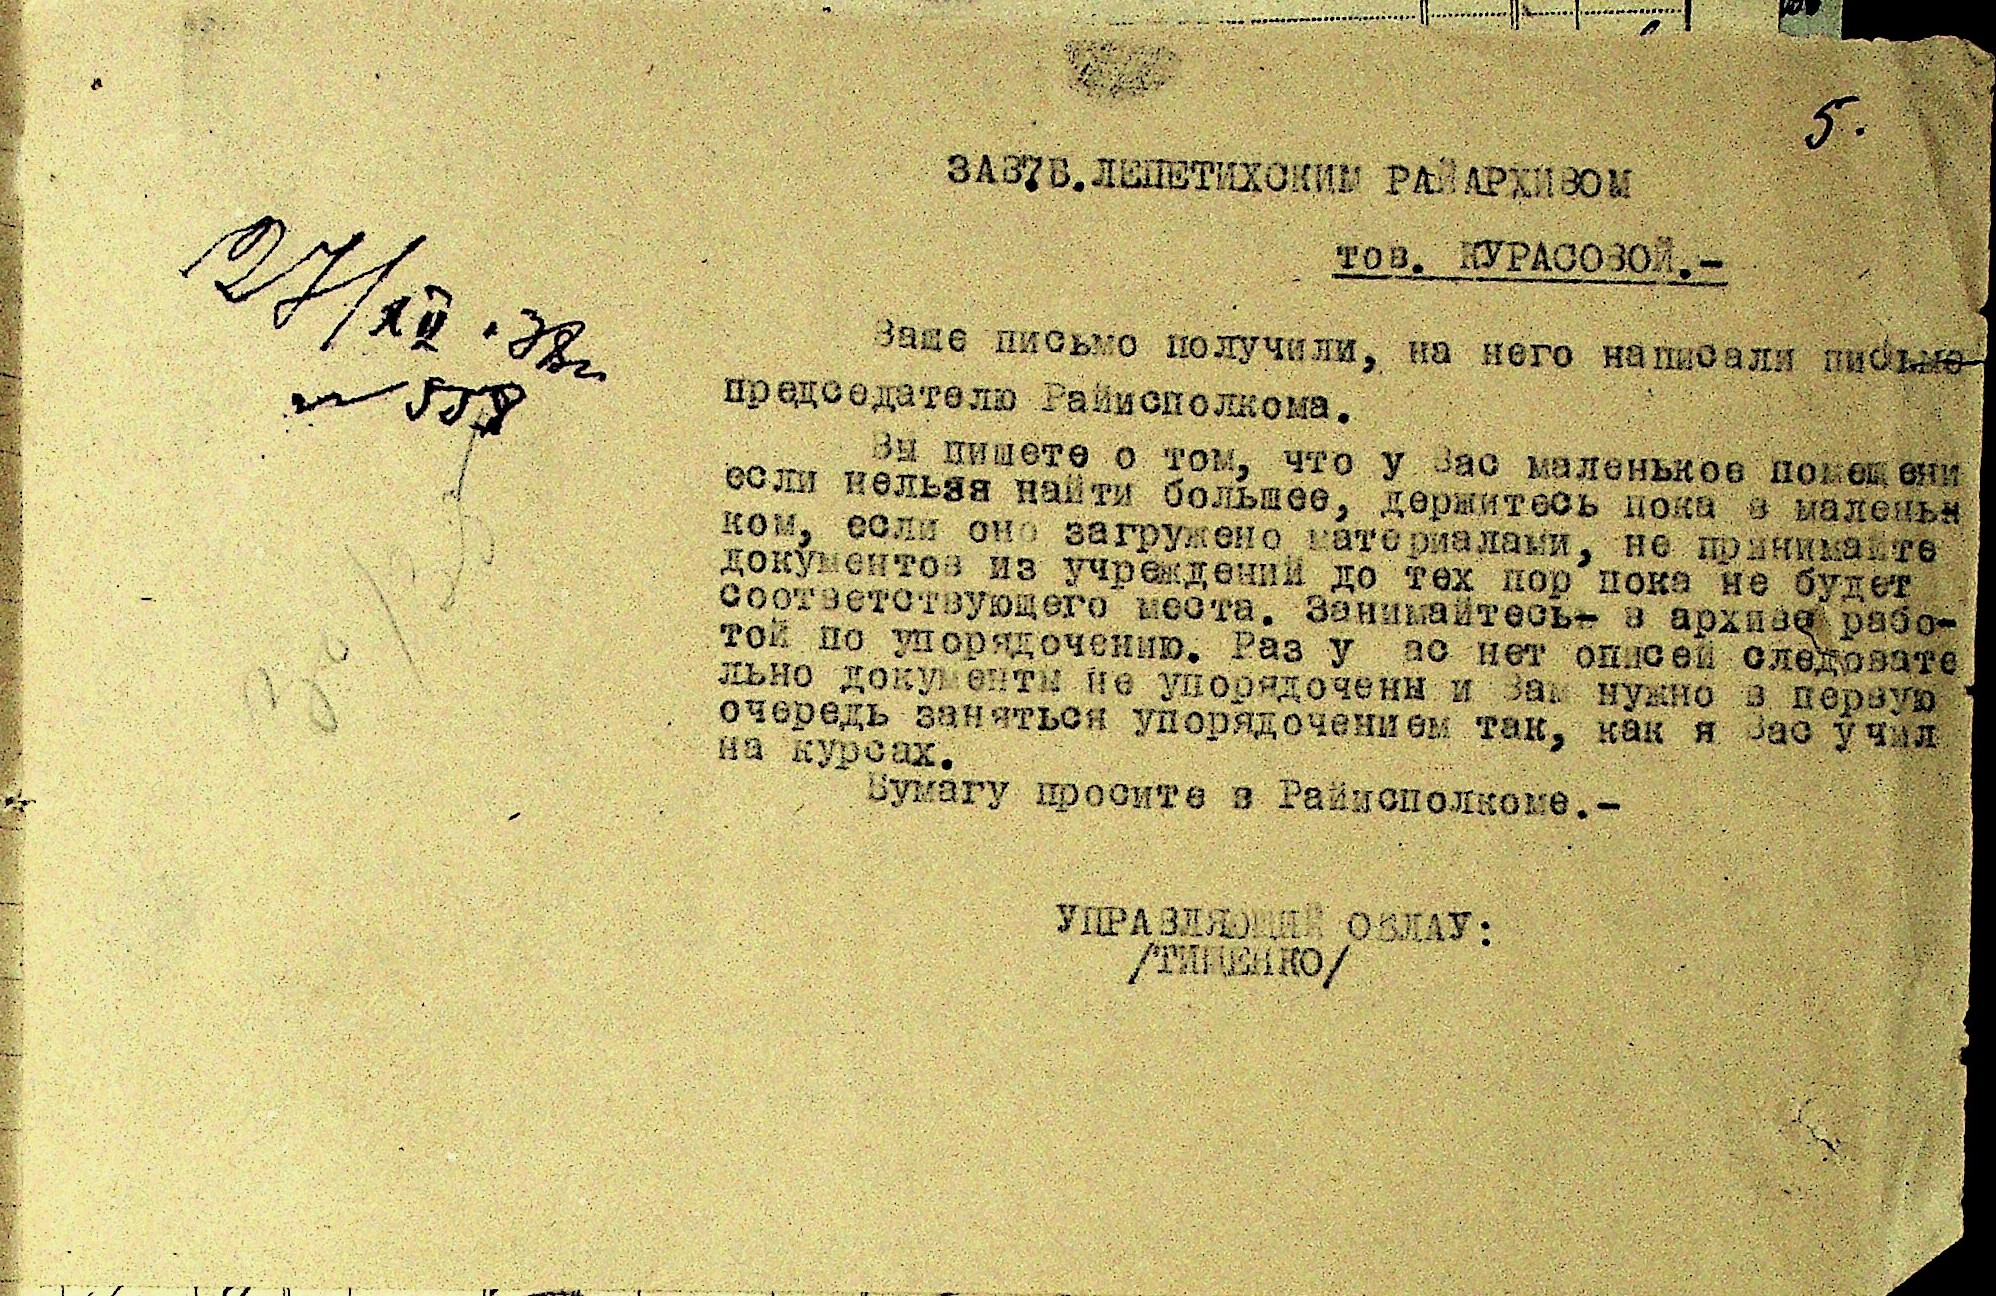 5.
ЗАВ7Б.ЛЕПЕТИХСКИМ РАЙАРХИВОМ
тов. КУРАСОВОЙ.-
27/XII.38г
№ 558
Ваше письмо получили, на него написали письмо
председателю Райисполкома.
Вы пишете о том, что у Вас маленькое помещени
если нельзя найти большее, держитесь пока в маленьк
ком, если оно загружено материалами, не принимайте
документов из учреждений до тех пор пока не будет
соответствующего места. Занимайтесь- в архиве рабо-
той по упорядочению. Раз у ас нет описей следовате
льно документы не упорядочены и Вам нужно в первую
очередь заняться упорядочением так, как я Вас учил
на курсах.
Бумагу просите в Райисполкоме.-
УПРАВЛЯЮЩИЙ ОБЛАУ:
/ТИЩЕНКО/